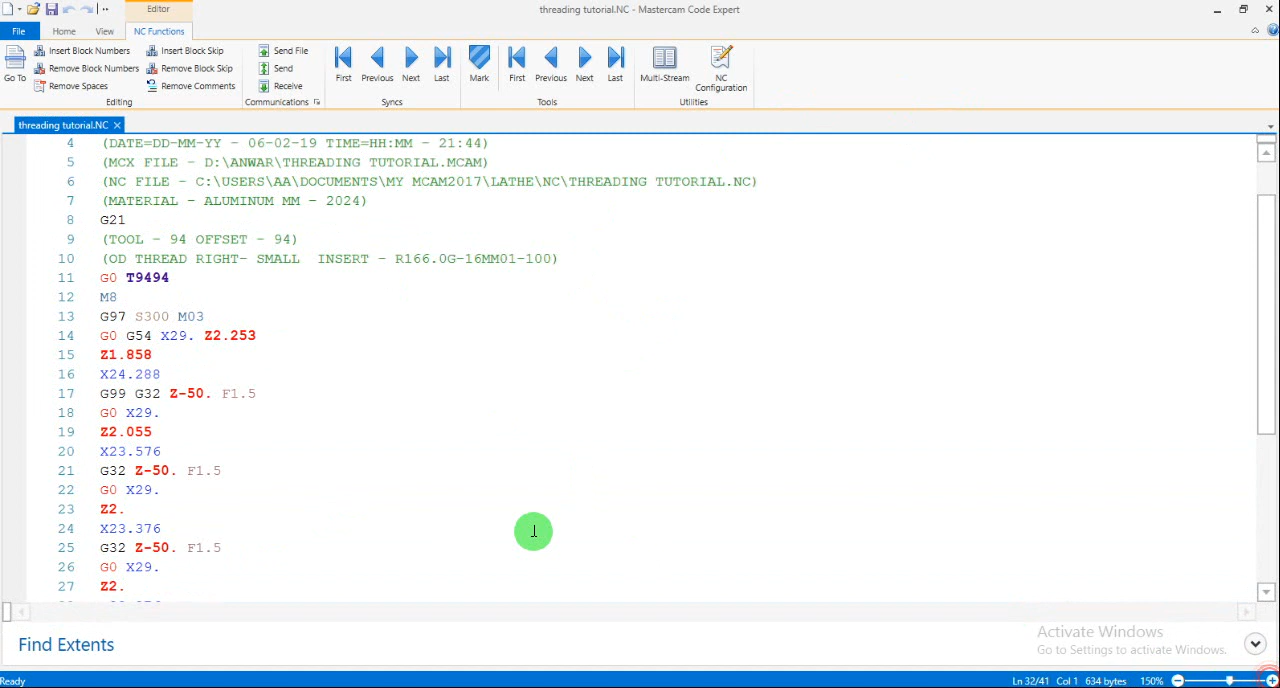 Editor
threading tutorial.NC - Mastercam Code Expert
File Home View NC Functions
Go To
Insert Block Numbers
Remove Block Numbers
Remove Spaces
Insert Block Skip
Remove Block Skip
Remove Comments
Editing
Send File
Send
Receive
Communications
First Previous Next Last
Syncs
Mark First Previous Next Last
Tools
Multi-Stream
NC
Configuration
Utilities
threading tutorial.NC
4 (DATE=DD-MM-YY - 06-02-19 TIME=HH:MM - 21:44)
5 (MCX FILE - D:\ANWAR\THREADING TUTORIAL.MCAM)
6 (NC FILE - C:\USERS\AA\DOCUMENTS\MY MCAM2017\LATHE\NC\THREADING TUTORIAL.NC)
7 (MATERIAL - ALUMINUM MM - 2024)
8 G21
9 (TOOL - 94 OFFSET - 94)
10 (OD THREAD RIGHT- SMALL INSERT - R166.0G-16MM01-100)
11 G0 T9494
12 M8
13 G97 S300 M03
14 G0 G54 X29. Z2.253
15 Z1.858
16 X24.288
17 G99 G32 Z-50. F1.5
18 G0 X29.
19 Z2.055
20 X23.576
21 G32 Z-50. F1.5
22 G0 X29.
23 Z2.
24 X23.376
25 G32 Z-50. F1.5
26 G0 X29.
27 Z2.
Find Extents
Activate Windows
Go to Settings to activate Windows.
Ready
Ln 32/41 Col 1 634 bytes 150%